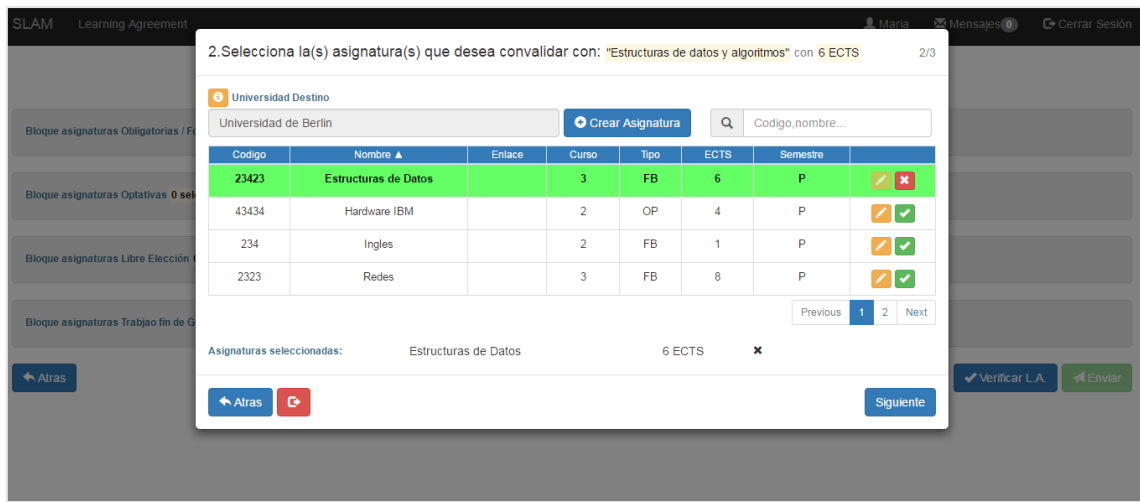 SLAM Learning Agreement Maria Mensajes 0 Cerrar Sesión
2.Selecciona la(s) asignatura(s) que desea convalidar con: "Estructuras de datos y algoritmos" con 6 ECTS 2/3
Universidad Destino
Universidad de Berlin Crear Asignatura Codigo,nombre...
Bloque asignaturas Obligatorias / Fo
Codigo Nombre ▲ Enlace Curso Tipo ECTS Semestre
23423 Estructuras de Datos 3 FB 6 P
Bloque asignaturas Optativas 0 sel
43434 Hardware IBM 2 OP 4 P
234 Ingles 2 FB 1 P
Bloque asignaturas Libre Elección
2323 Redes 3 FB 8 P
Previous 1 2 Next
Bloque asignaturas Trabjao fin de G
Asignaturas seleccionadas: Estructuras de Datos 6 ECTS ✖
Atras Verificar L.A. Enviar
Atras Siguiente